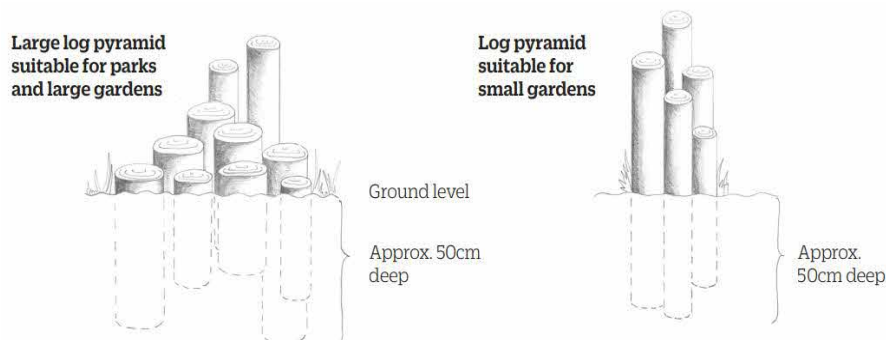 Large log pyramid
suitable for parks
and large gardens
Log pyramid
suitable for
small gardens
Ground level
Approx. 50cm
deep
Approx.
50cm deep